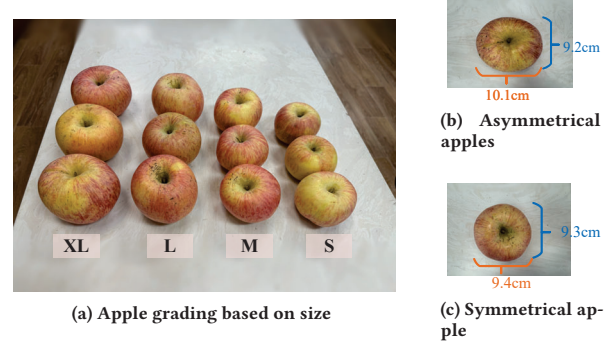 XL L M S
(a) Apple grading based on size
9.2cm
10.1cm
(b) Asymmetrical
apples
9.3cm
9.4cm
(c) Symmetrical ap-
ple